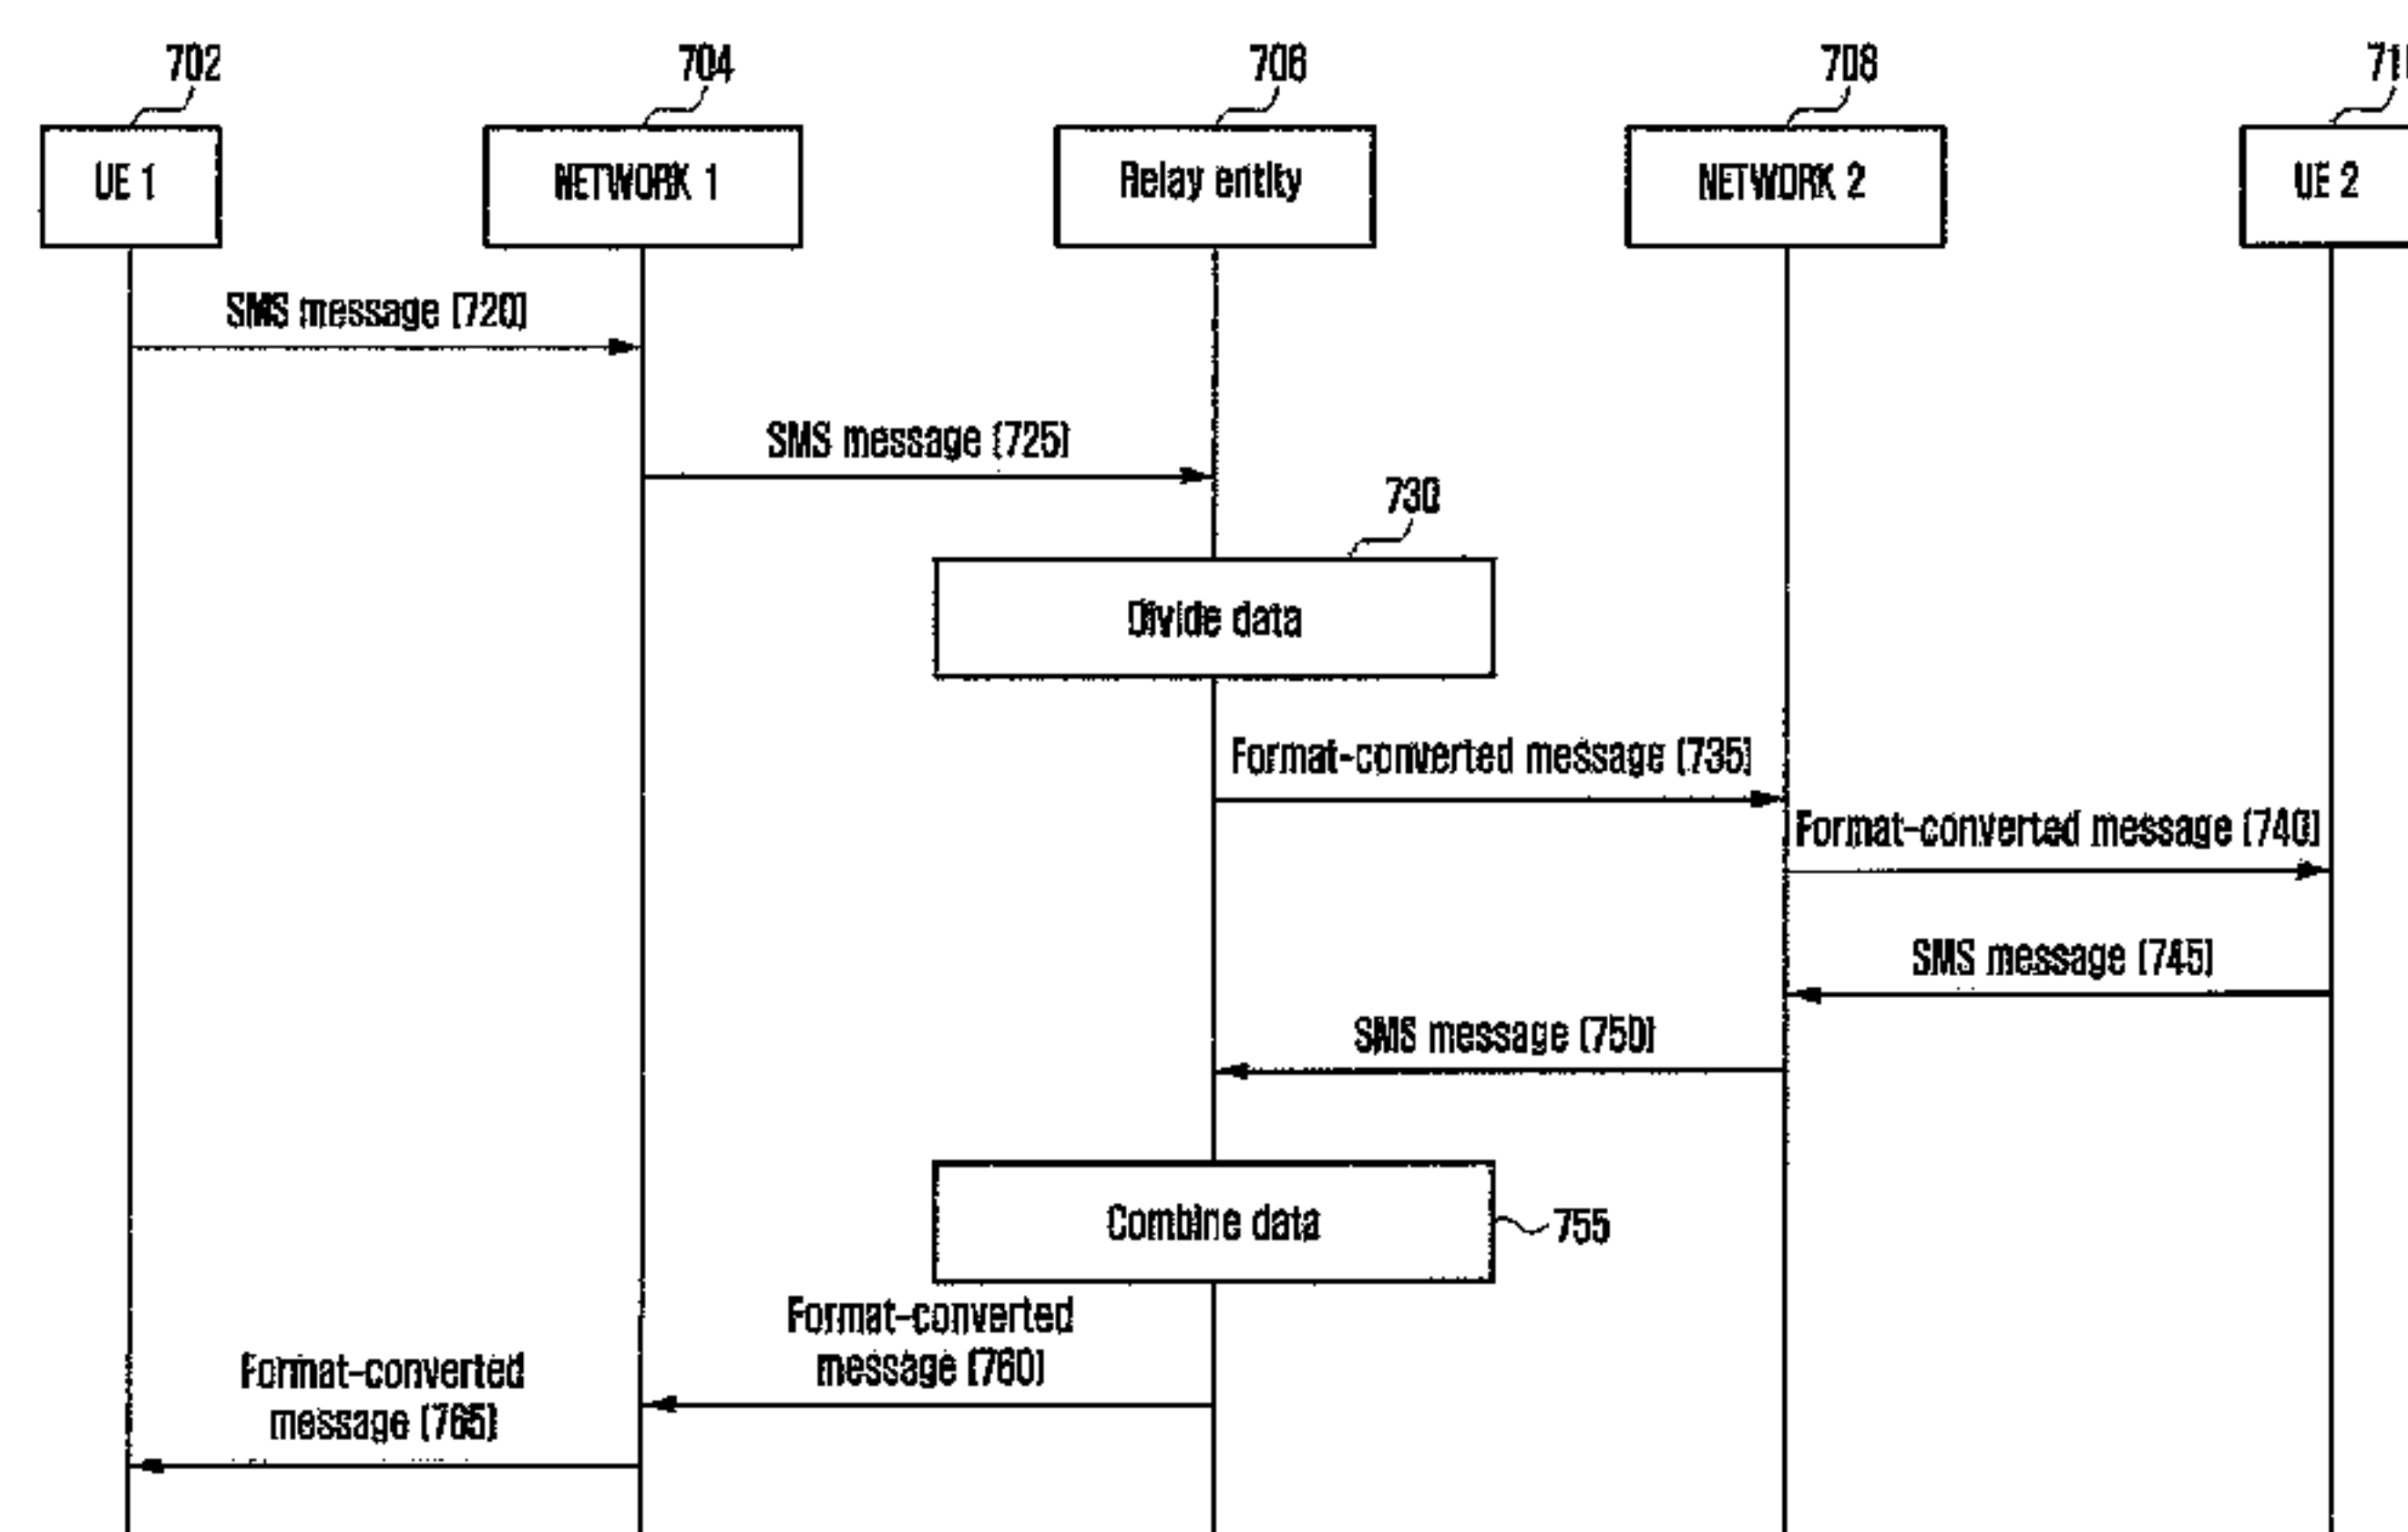 702
704
706
708
UE 1
NETWORK 1
Relay entity
NETWORK 2
UE 2
SMS message (720)
SMS message (725)
730
Divide data
Format-converted message (735)
Format-converted message (740)
SMS message (745)
SMS message (750)
Combine data
755
Format-converted
message (760)
Format-converted
message (765)